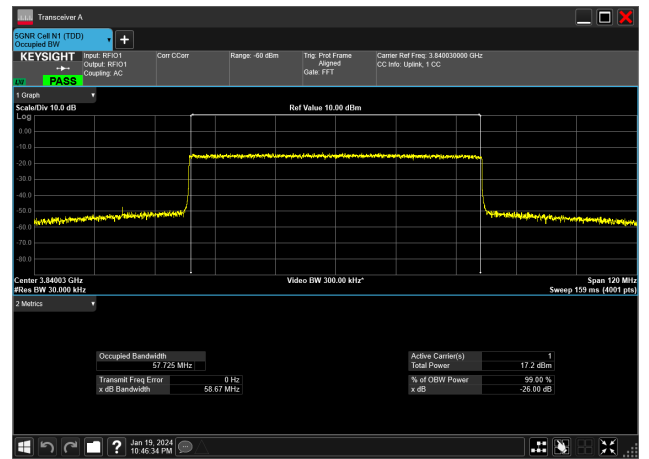 Transceiver A
5GNR Cell N1 (TDD)
Occupied BW
KEYSIGHT
LW PASS
Input: RFIO1
Output: RFIO1
Coupling: AC
Corr CCorr
Range: -60 dBm
Trig: Prot Frame
Aligned
Gate: FFT
Carrier Ref Freq: 3.840030000 GHz
CC Info: Uplink, 1 CC
1 Graph
Scale/Div 10.0 dB
Ref Value 10.00 dBm
Log
0.00
-10.0
-20.0
-30.0
-40.0
-50.0
-60.0
-70.0
-80.0
Center 3.84003 GHz
Video BW 300.00 kHz*
Span 120 MHz
#Res BW 30.000 kHz
Sweep 159 ms (4001 pts)
2 Metrics
Occupied Bandwidth
57.725 MHz
Transmit Freq Error 0 Hz
x dB Bandwidth 58.67 MHz
Active Carrier(s) 1
Total Power 17.2 dBm
% of OBW Power 99.00 %
x dB -26.00 dB
?
Jan 19, 2024
10:46:34 PM